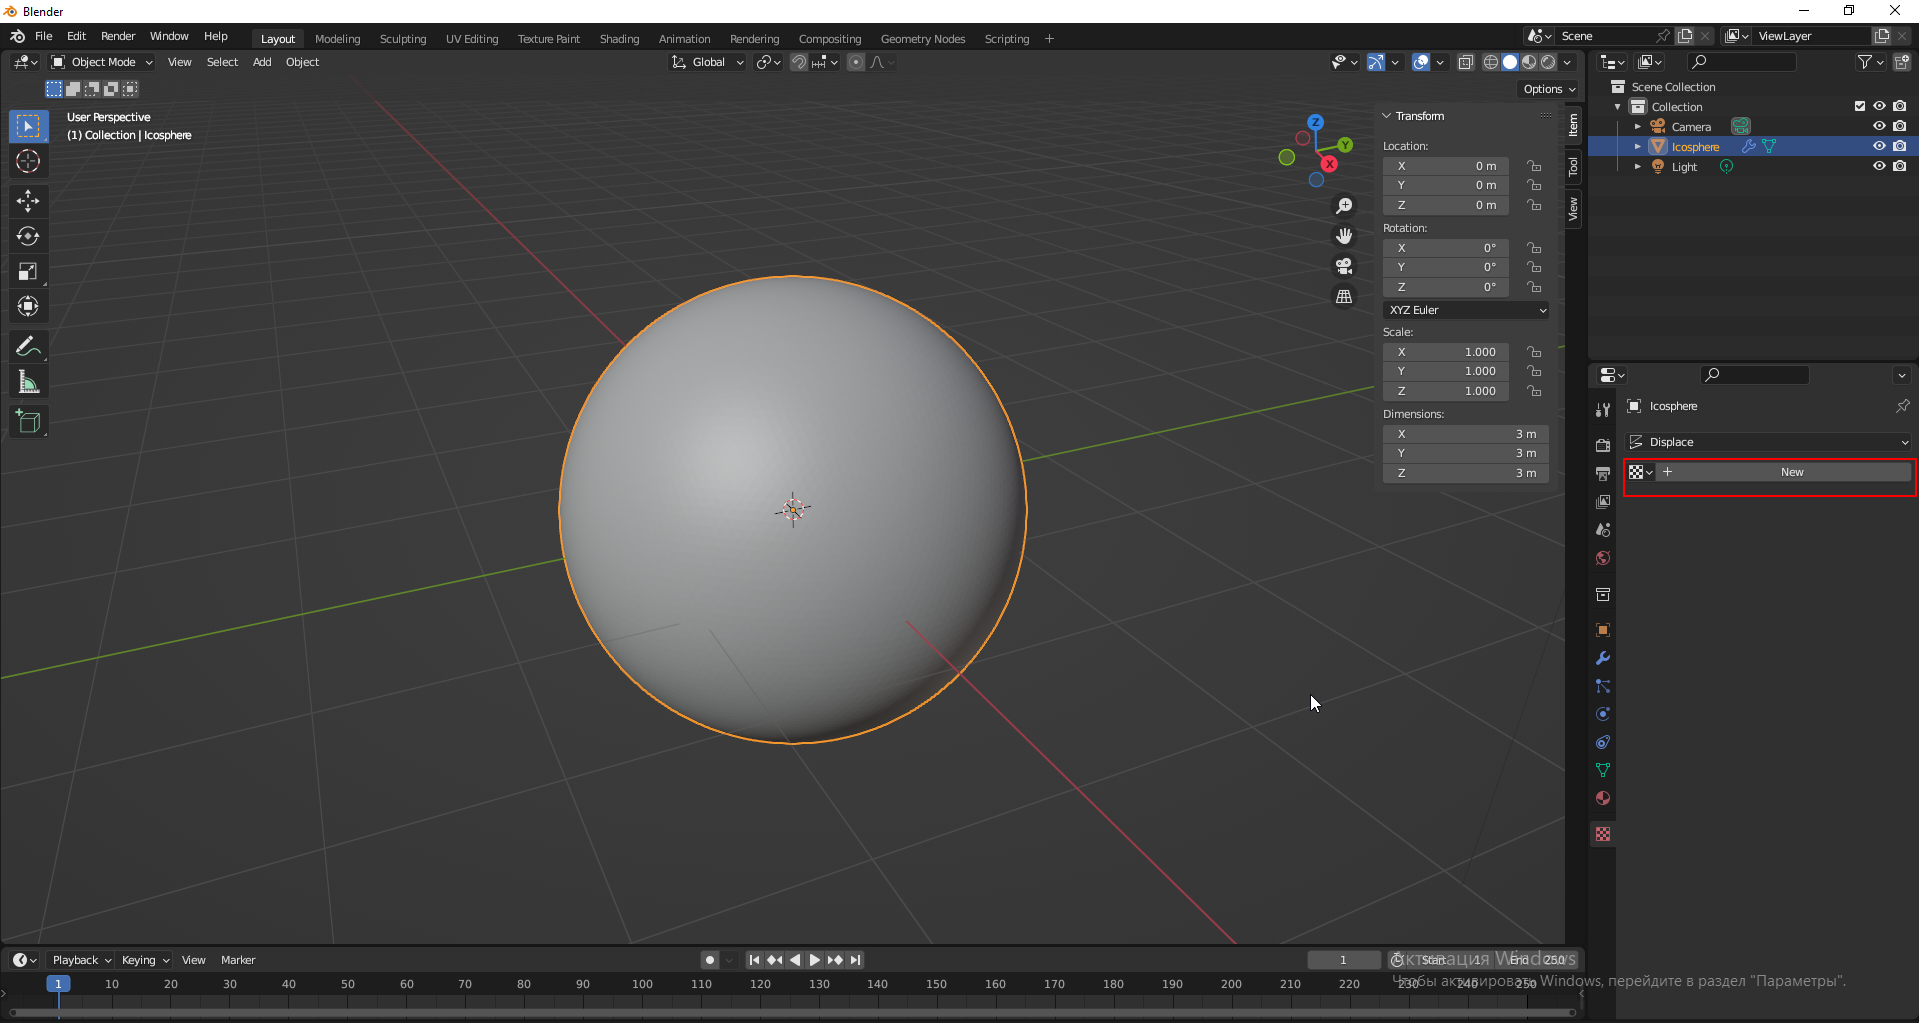 Blender
File Edit Render Window Help Layout Modeling Sculpting UV Editing Texture Paint Shading Animation Rendering Compositing Geometry Nodes Scripting + Scene ViewLayer
Object Mode View Select Add Object Global
Options
User Perspective
(1) Collection | Icosphere
Z
Y
X
Transform
Location:
X 0 m
Y 0 m
Z 0 m
Rotation:
X 0°
Y 0°
Z 0°
XYZ Euler
Scale:
X 1.000
Y 1.000
Z 1.000
Dimensions:
X 3 m
Y 3 m
Z 3 m
Item
Tool
View
Scene Collection
Collection
Camera
Icosphere
Light
Icosphere
Displace
+ New
Playback Keying View Marker 1 Start 1 End 250
Активация Windows
1 10 20 30 40 50 60 70 80 90 100 110 120 130 140 150 160 170 180 190 200 210 220 230 240 250
Чтобы активировать Windows, перейдите в раздел "Параметры".